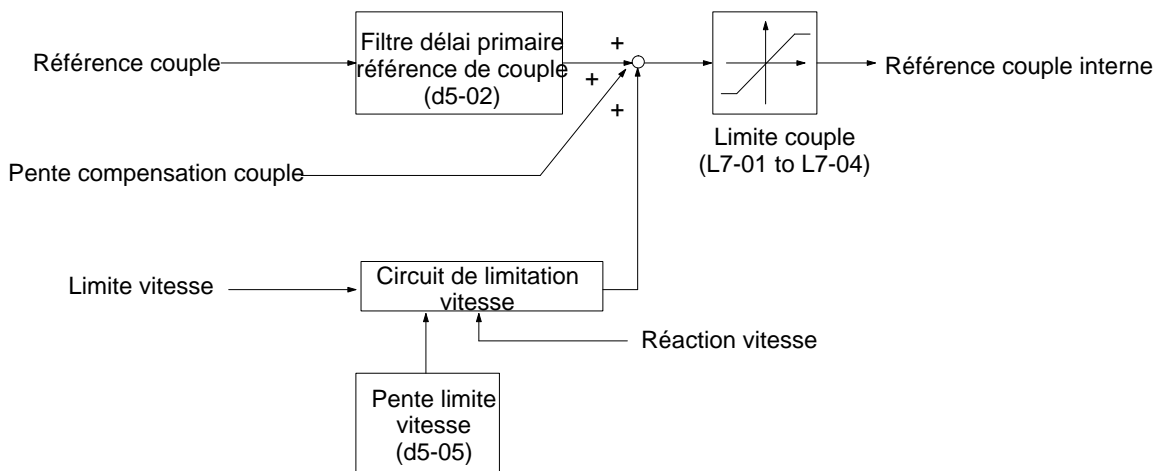 Filtre délai primaire
référence de couple
(d5-02)
Référence couple
+
+
+
Référence couple interne
Limite couple
(L7-01 to L7-04)
Pente compensation couple
Limite vitesse
Circuit de limitation
vitesse
Réaction vitesse
Pente limite
vitesse
(d5-05)